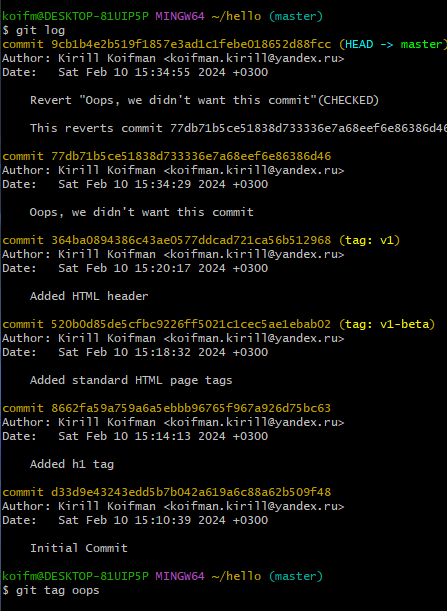 koifm@DESKTOP-81UIP5P MINGW64 ~/hello (master)
$ git log
commit 9cb1b4e2b519f1857e3ad1c1febe018652d88fcc (HEAD -> master)
Author: Kirill Koifman <koifman.kirill@yandex.ru>
Date:   Sat Feb 10 15:34:55 2024 +0300

    Revert "Oops, we didn't want this commit"(CHECKED)

    This reverts commit 77db71b5ce51838d733336e7a68eef6e86386d46

commit 77db71b5ce51838d733336e7a68eef6e86386d46
Author: Kirill Koifman <koifman.kirill@yandex.ru>
Date:   Sat Feb 10 15:34:29 2024 +0300

    Oops, we didn't want this commit

commit 364ba0894386c43ae0577ddcad721ca56b512968 (tag: v1)
Author: Kirill Koifman <koifman.kirill@yandex.ru>
Date:   Sat Feb 10 15:20:17 2024 +0300

    Added HTML header

commit 520b0d85de5cfbc9226ff5021c1cec5ae1ebab02 (tag: v1-beta)
Author: Kirill Koifman <koifman.kirill@yandex.ru>
Date:   Sat Feb 10 15:18:32 2024 +0300

    Added standard HTML page tags

commit 8662fa59a759a6a5ebbb96765f967a926d75bc63
Author: Kirill Koifman <koifman.kirill@yandex.ru>
Date:   Sat Feb 10 15:14:13 2024 +0300

    Added h1 tag

commit d33d9e43243edd5b7b042a619a6c88a62b509f48
Author: Kirill Koifman <koifman.kirill@yandex.ru>
Date:   Sat Feb 10 15:10:39 2024 +0300

    Initial Commit

koifm@DESKTOP-81UIP5P MINGW64 ~/hello (master)
$ git tag oops